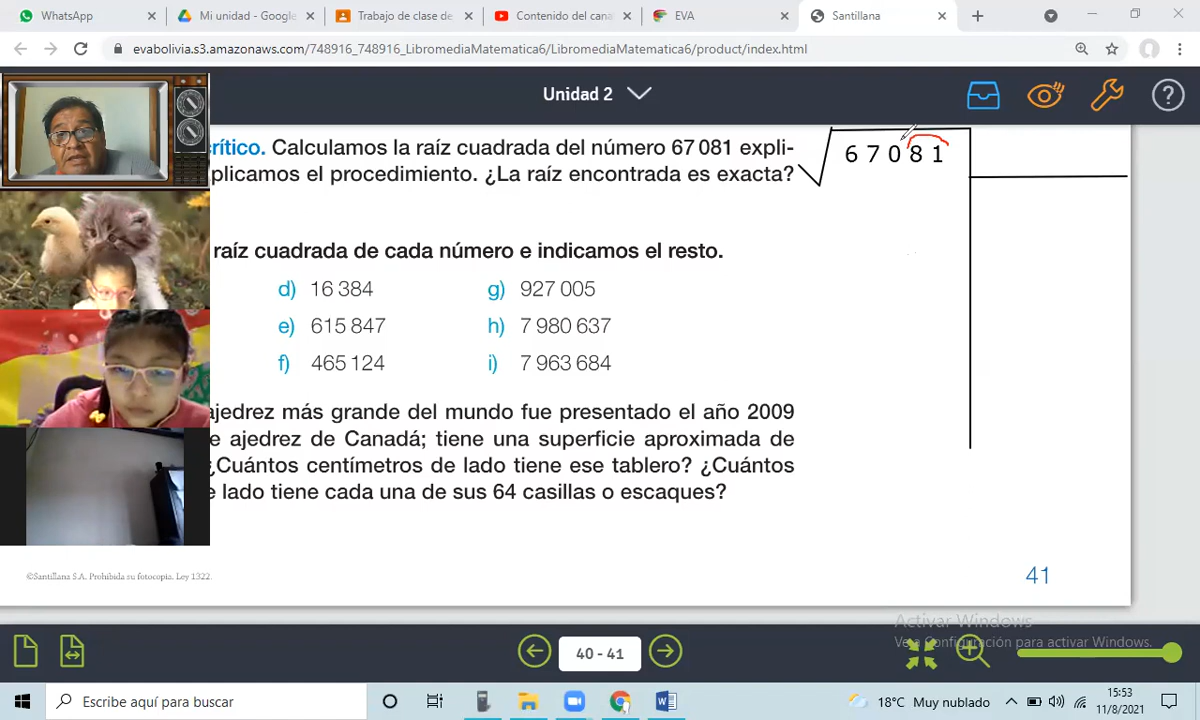 WhatsApp
Mi unidad - Google
Trabajo de clase de
Contenido del cana
EVA
Santillana
evabolivia.s3.amazonaws.com/748916_748916_LibromediaMatematica6/LibromediaMatematica6/product/index.html
Unidad 2
?
rítico. Calculamos la raíz cuadrada del número 67 081 expli-
plicamos el procedimiento. ¿La raíz encontrada es exacta?
6 7 0 8 1
raíz cuadrada de cada número e indicamos el resto.
d) 16 384
g) 927 005
e) 615 847
h) 7 980 637
f) 465 124
i) 7 963 684
ajedrez más grande del mundo fue presentado el año 2009
e ajedrez de Canadá; tiene una superficie aproximada de
¿Cuántos centímetros de lado tiene ese tablero? ¿Cuántos
e lado tiene cada una de sus 64 casillas o escaques?
©Santillana S.A. Prohibida su fotocopia. Ley 1322.
41
Activar Windows
Ve a Configuración para activar Windows.
40 - 41
Escribe aquí para buscar
18°C Muy nublado
15:53
11/8/2021